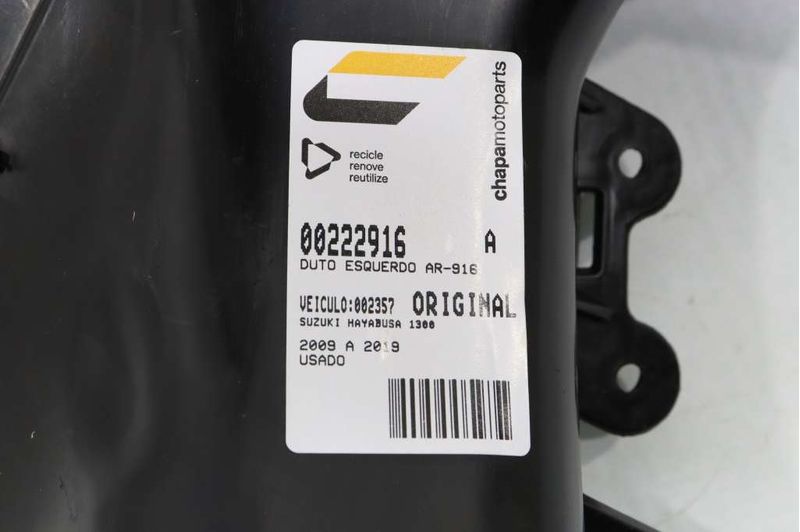 chapamotoparts
recicle
renove
reutilize
00222916 A
DUTO ESQUERDO AR-916
VEICULO:002357 ORIGINAL
SUZUKI HAYABUSA 1300
2009 A 2019
USADO